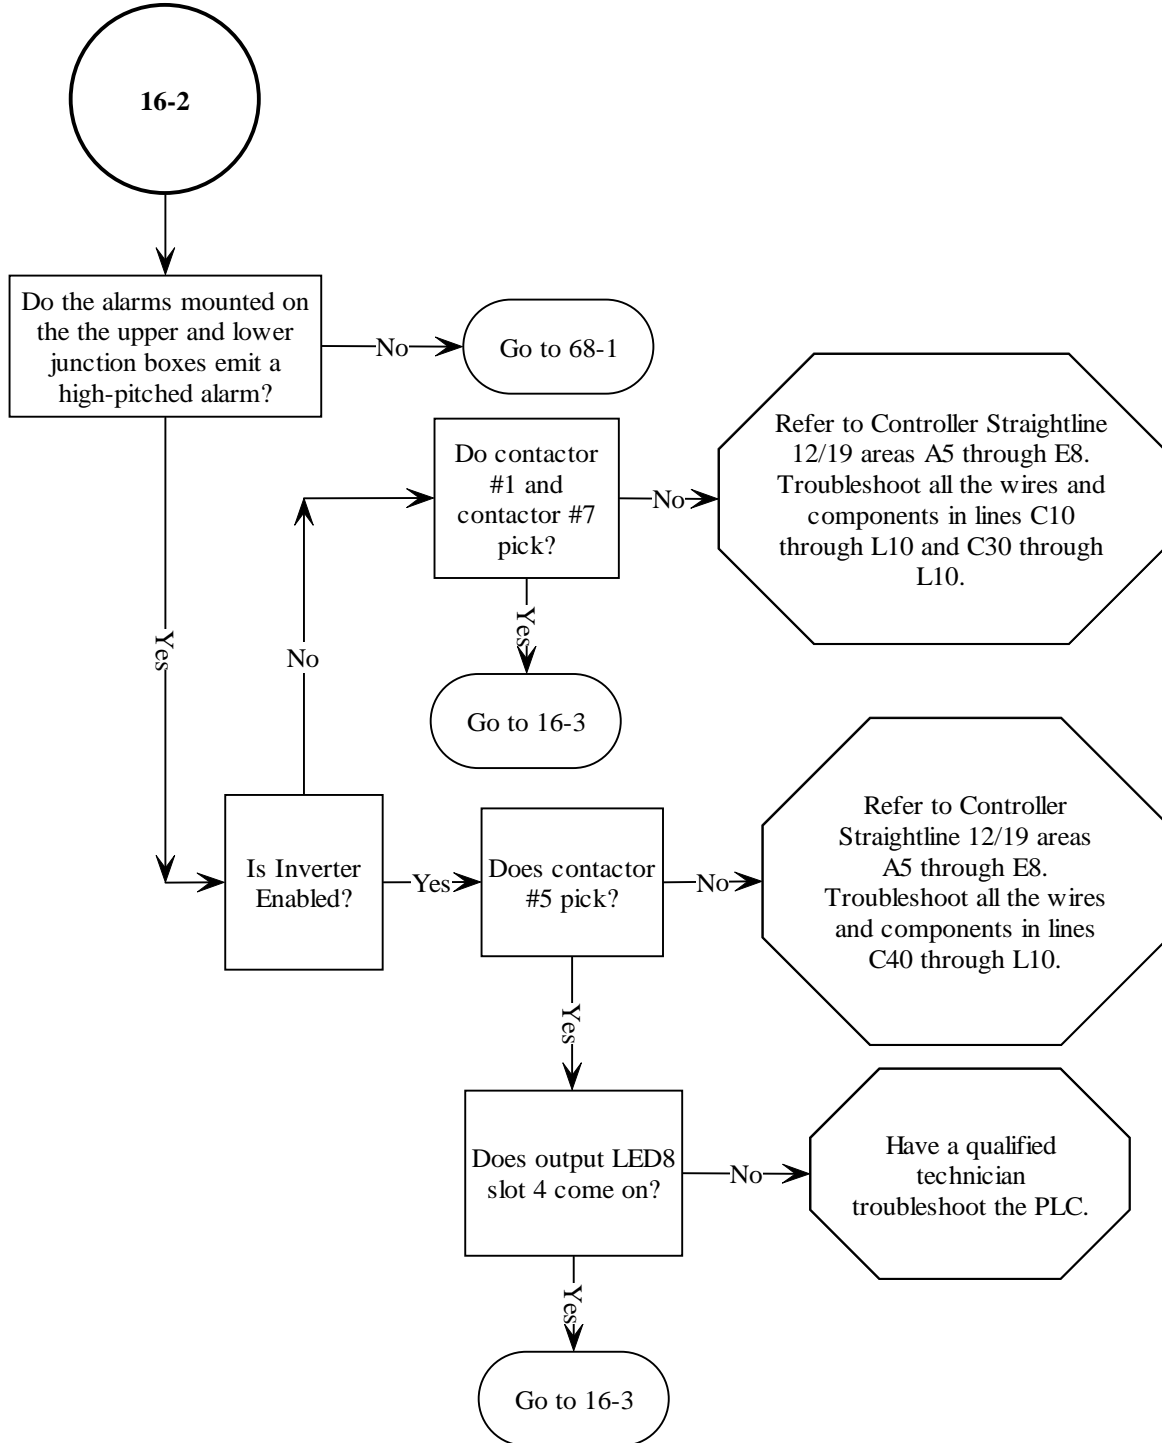 16-2
Do the alarms mounted on
the the upper and lower
junction boxes emit a
high-pitched alarm?
No
Go to 68-1
Yes
Is Inverter
Enabled?
No
Do contactor
#1 and
contactor #7
pick?
No
Refer to Controller Straightline
12/19 areas A5 through E8.
Troubleshoot all the wires and
components in lines C10
through L10 and C30 through
L10.
Yes
Go to 16-3
Yes
Does contactor
#5 pick?
No
Refer to Controller
Straightline 12/19 areas
A5 through E8.
Troubleshoot all the wires
and components in lines
C40 through L10.
Yes
Does output LED8
slot 4 come on?
No
Have a qualified
technician
troubleshoot the PLC.
Yes
Go to 16-3